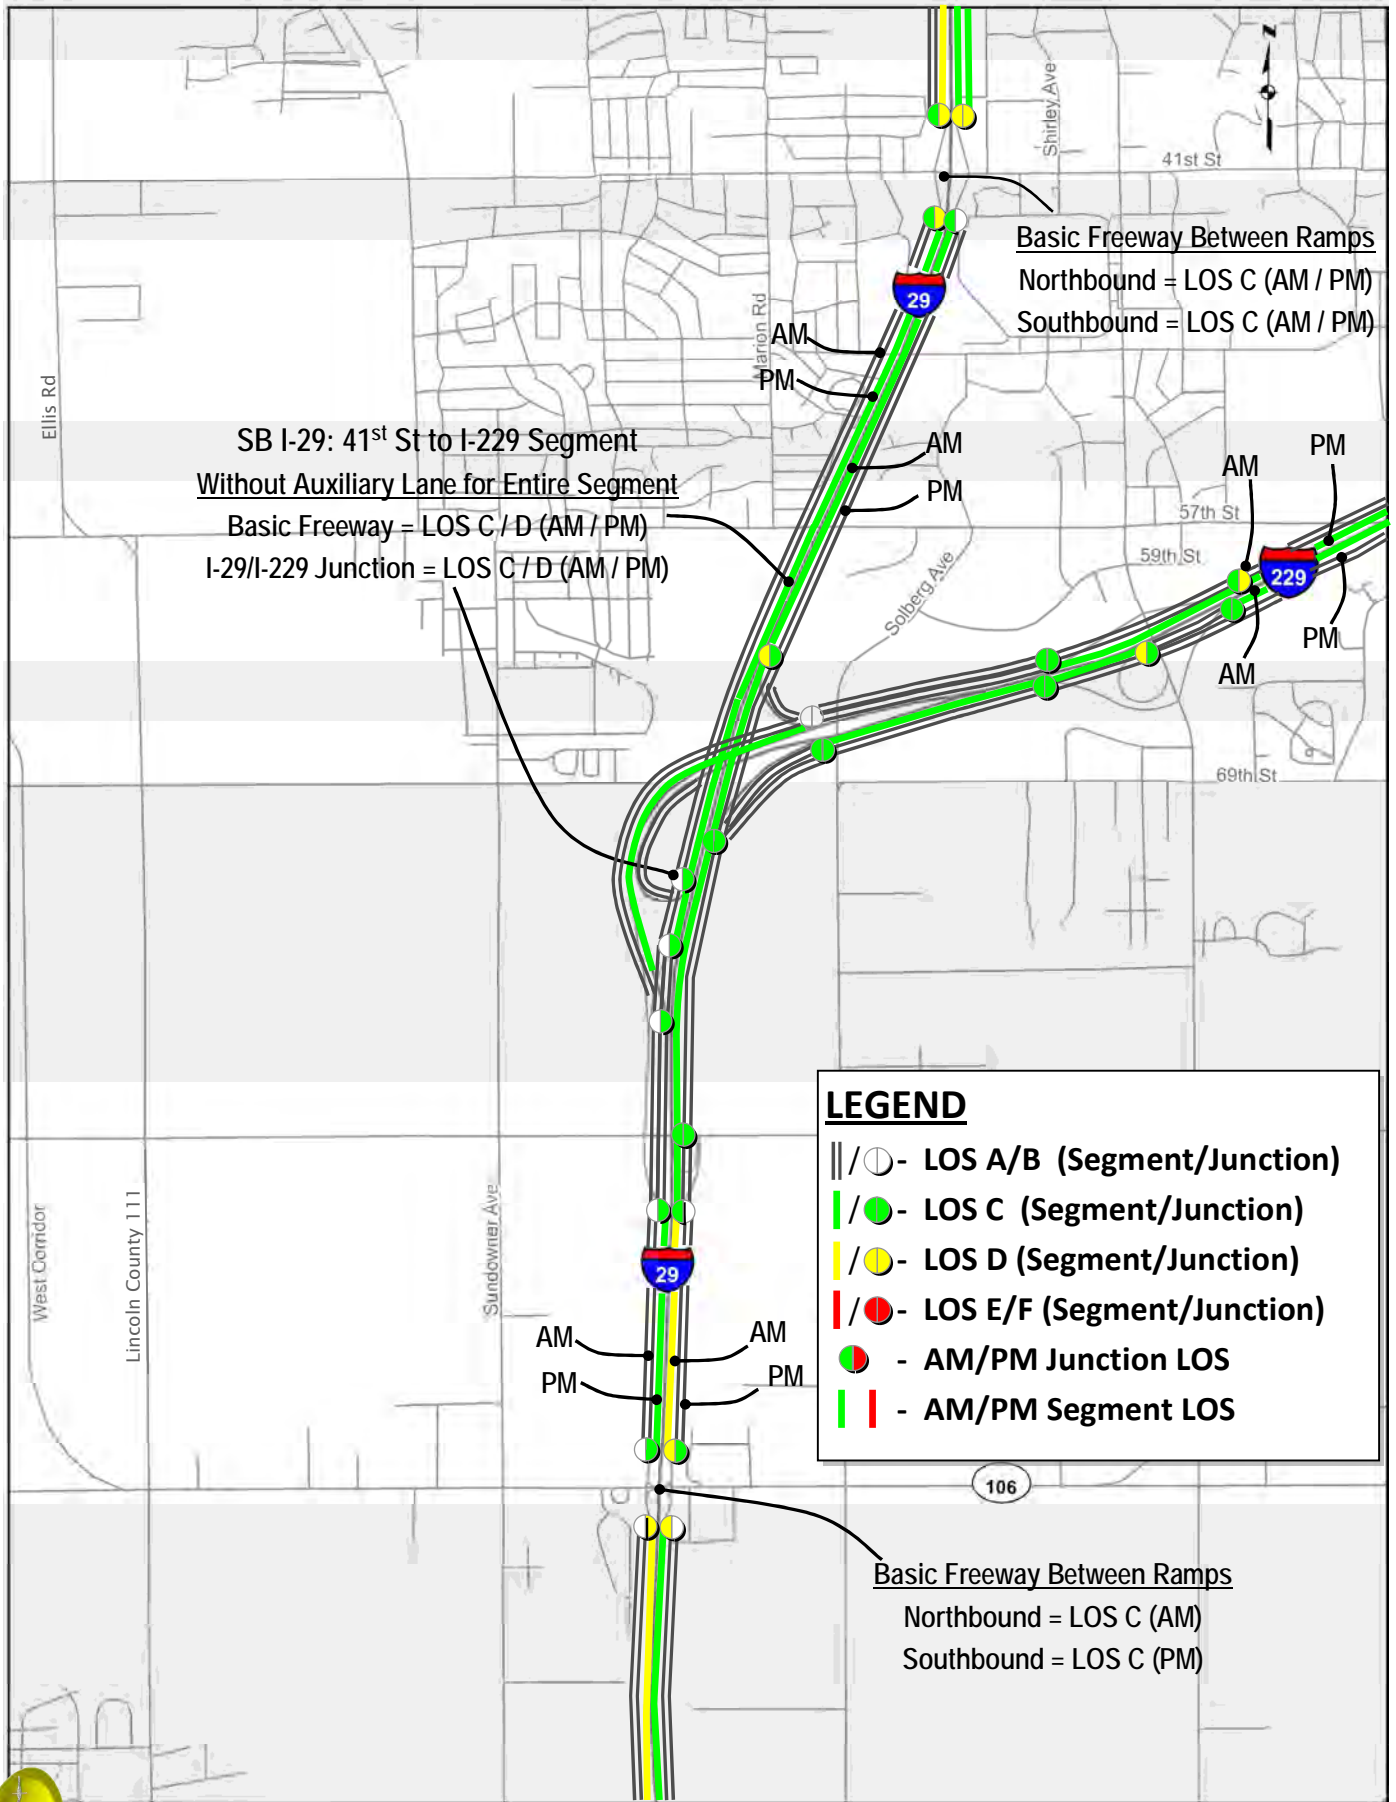 N
Shirley Ave
41st St
Basic Freeway Between Ramps
Northbound = LOS C (AM / PM)
Southbound = LOS C (AM / PM)
29
Marion Rd
AM
PM
Ellis Rd
SB I-29: 41st St to I-229 Segment
Without Auxiliary Lane for Entire Segment
Basic Freeway = LOS C / D (AM / PM)
I-29/I-229 Junction = LOS C / D (AM / PM)
AM
PM
AM
PM
57th St
59th St
229
Solberg Ave
PM
AM
69th St
LEGEND
/ - LOS A/B (Segment/Junction)
/ - LOS C (Segment/Junction)
/ - LOS D (Segment/Junction)
/ - LOS E/F (Segment/Junction)
- AM/PM Junction LOS
- AM/PM Segment LOS
West Corridor
Lincoln County 111
Sundowner Ave
29
AM
PM
AM
PM
106
Basic Freeway Between Ramps
Northbound = LOS C (AM)
Southbound = LOS C (PM)